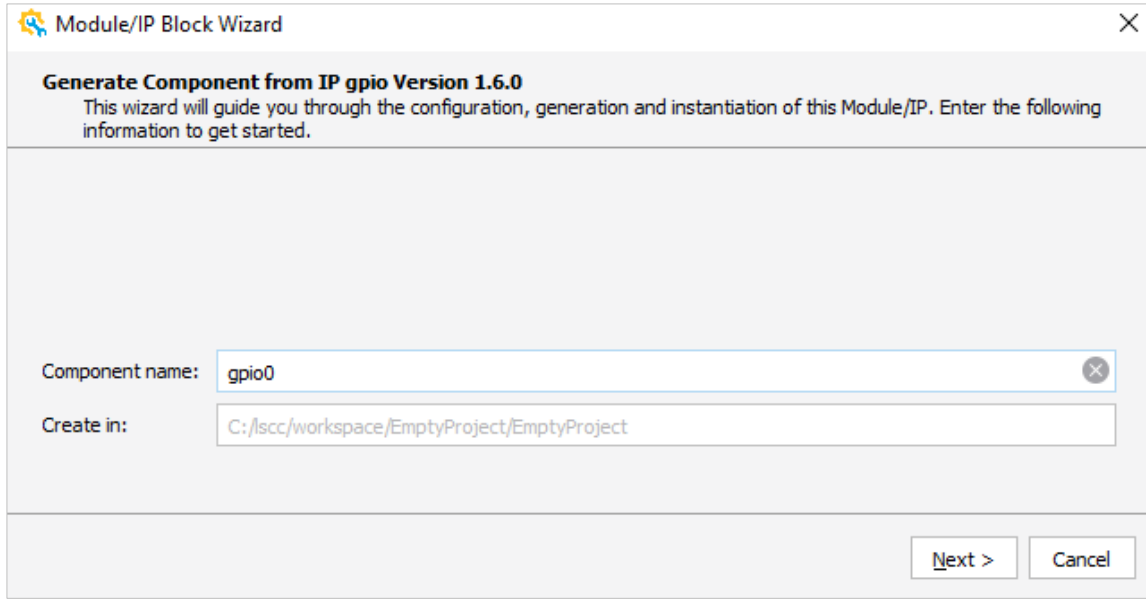 Module/IP Block Wizard
Generate Component from IP gpio Version 1.6.0
This wizard will guide you through the configuration, generation and instantiation of this Module/IP. Enter the following
information to get started.
Component name: gpio0
Create in: C:/lscc/workspace/EmptyProject/EmptyProject
Next > Cancel